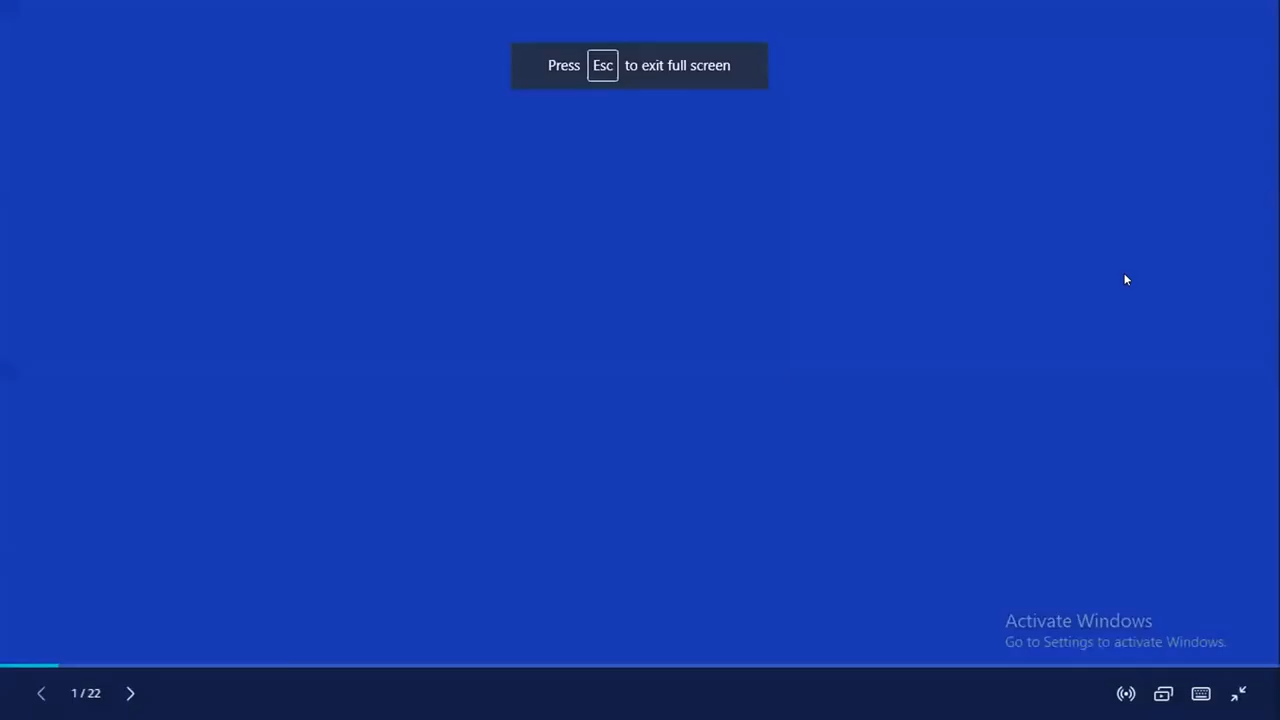 Press Esc to exit full screen
Activate Windows
Go to Settings to activate Windows.
1 / 22